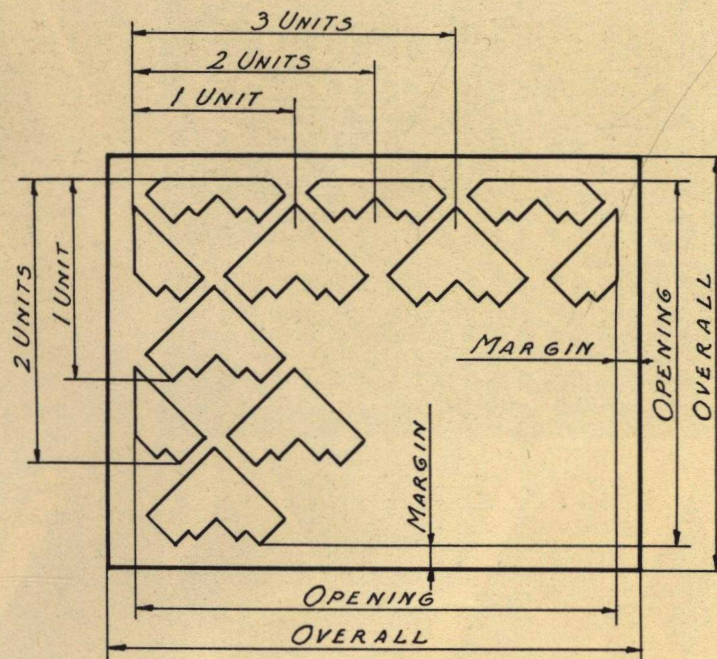 3 UNITS
2 UNITS
1 UNIT
2 UNITS
1 UNIT
MARGIN
OPENING
OVERALL
MARGIN
OPENING
OVERALL